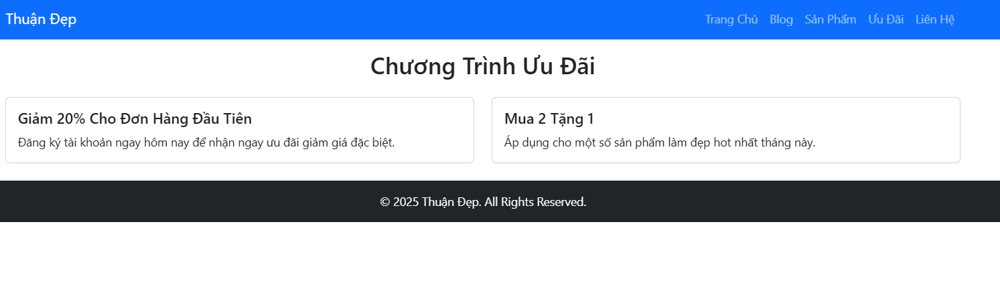 Thuận Đẹp
Trang Chủ Blog Sản Phẩm Ưu Đãi Liên Hệ
Chương Trình Ưu Đãi
Giảm 20% Cho Đơn Hàng Đầu Tiên
Đăng ký tài khoản ngay hôm nay để nhận ngay ưu đãi giảm giá đặc biệt.
Mua 2 Tặng 1
Áp dụng cho một số sản phẩm làm đẹp hot nhất tháng này.
© 2025 Thuận Đẹp. All Rights Reserved.